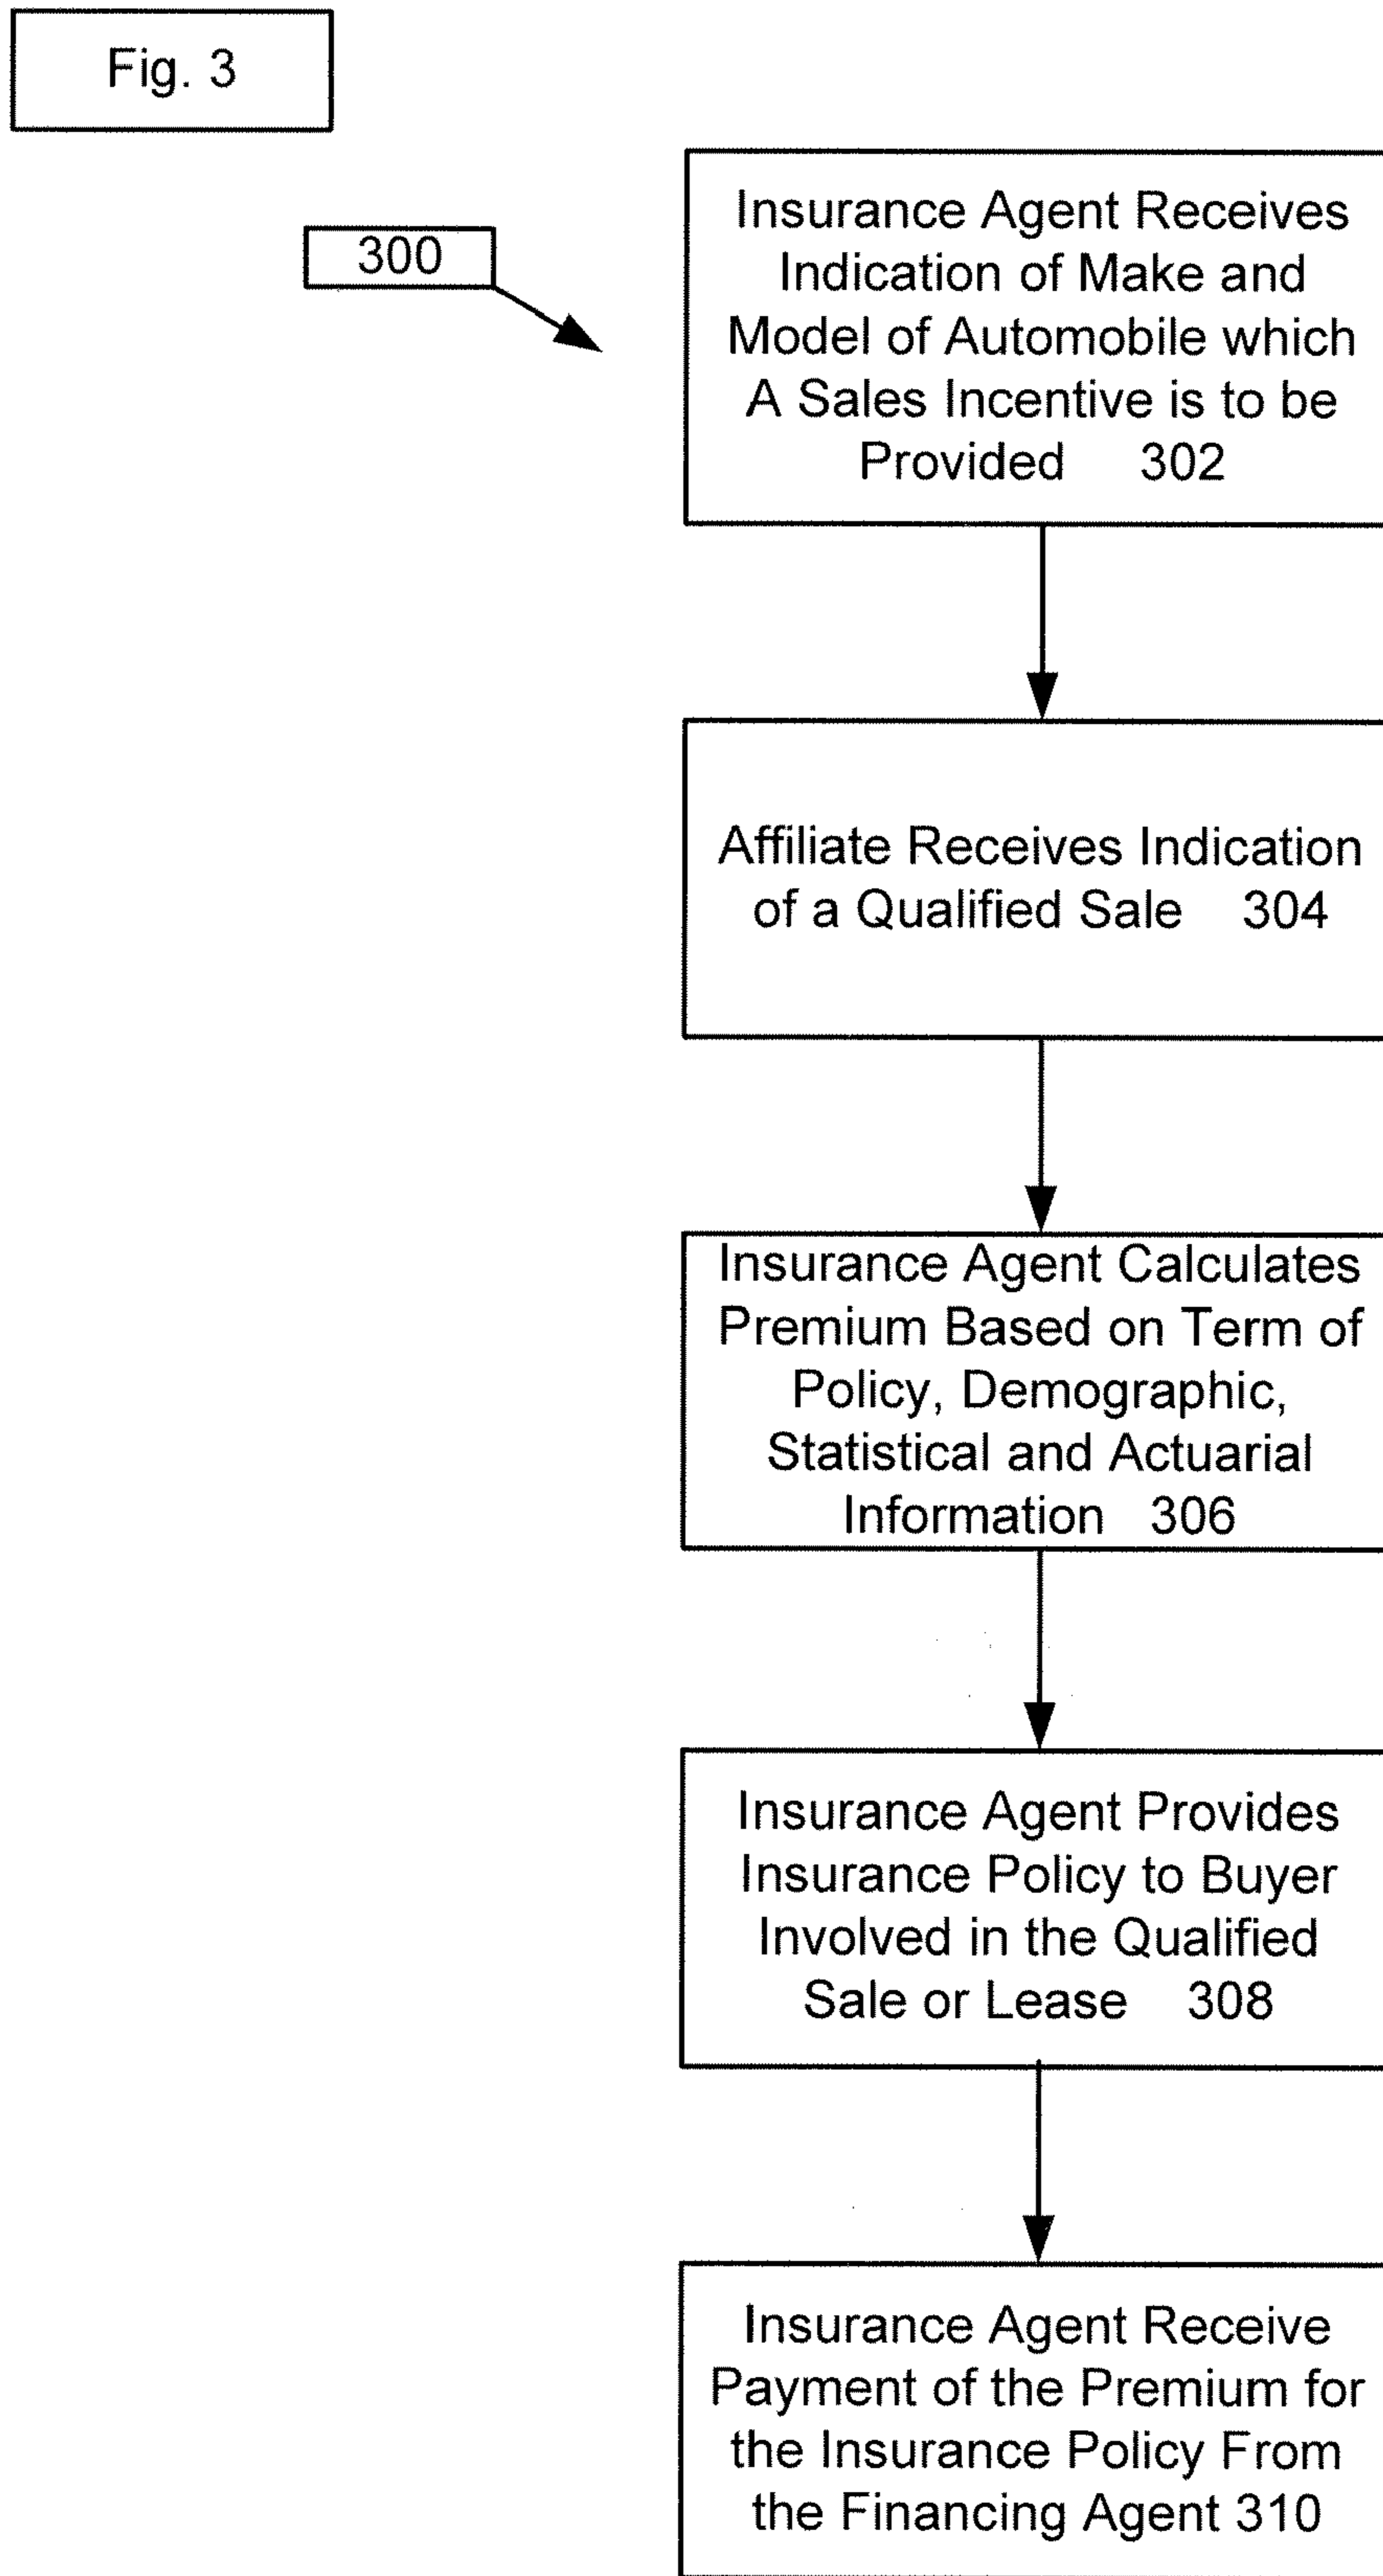 Fig. 3
300
Insurance Agent Receives
Indication of Make and
Model of Automobile which
A Sales Incentive is to be
Provided 302
Affiliate Receives Indication
of a Qualified Sale 304
Insurance Agent Calculates
Premium Based on Term of
Policy, Demographic,
Statistical and Actuarial
Information 306
Insurance Agent Provides
Insurance Policy to Buyer
Involved in the Qualified
Sale or Lease 308
Insurance Agent Receive
Payment of the Premium for
the Insurance Policy From
the Financing Agent 310